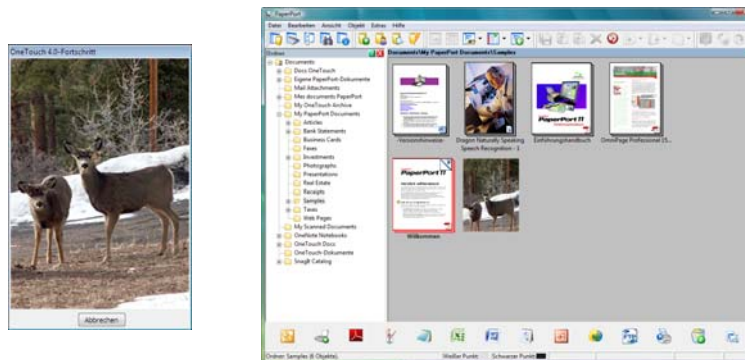 OneTouch 4.0-Fortschritt
Abbrechen
PaperPort
Datei Bearbeiten Ansicht Objekt Extras Hilfe
Ordner
Documents\My PaperPort Documents\Samples
Documents
Docs OneTouch
Eigene PaperPort-Dokumente
Mail Attachments
Mes documents PaperPort
My OneTouch Archive
My PaperPort Documents
Articles
Bank Statements
Business Cards
Faxes
Investments
Photographs
Presentations
Real Estate
Receipts
Samples
Taxes
Web Pages
My Scanned Documents
OneNote Notebooks
OneTouch Docs
OneTouch-Dokumente
SnagIt Catalog
-Versionshinweise-
Dragon Naturally Speaking
Speech Recognition - 1
Einführungshandbuch
OmniPage Professional 15...
PaperPort 11
PaperPort 11
Willkommen
FTP
Ordner Samples (6 Objekte).
Weißer Punkt:
Schwarzer Punkt: